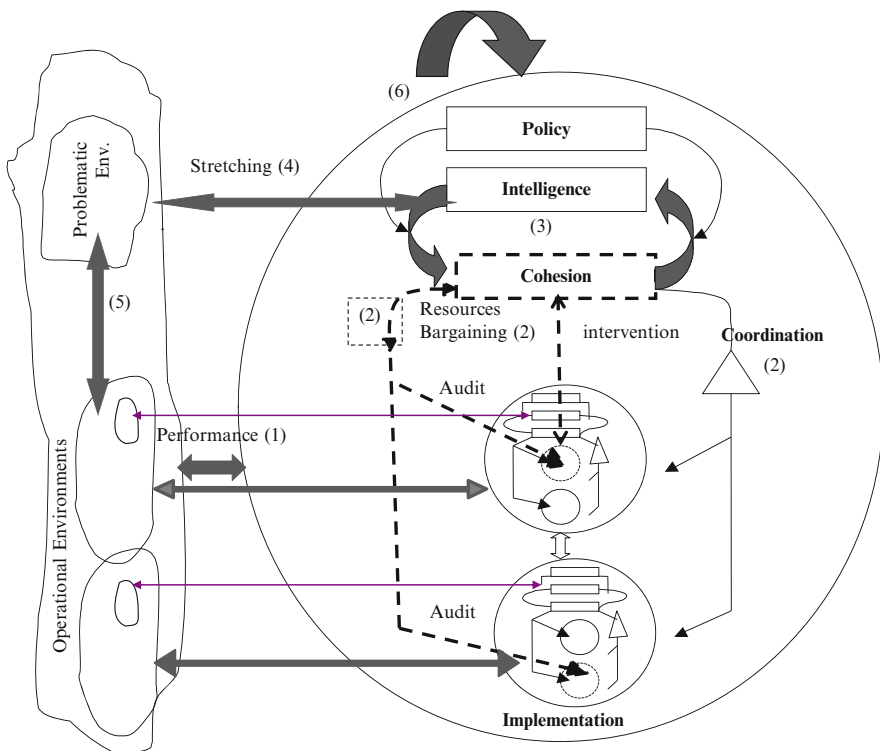 (6)
Policy
Problematic
Env.
Stretching (4)
Intelligence
(3)
Cohesion
(5)
(2)
Resources
Bargaining (2)
intervention
Coordination
(2)
Audit
Performance (1)
Operational Environments
Audit
Implementation